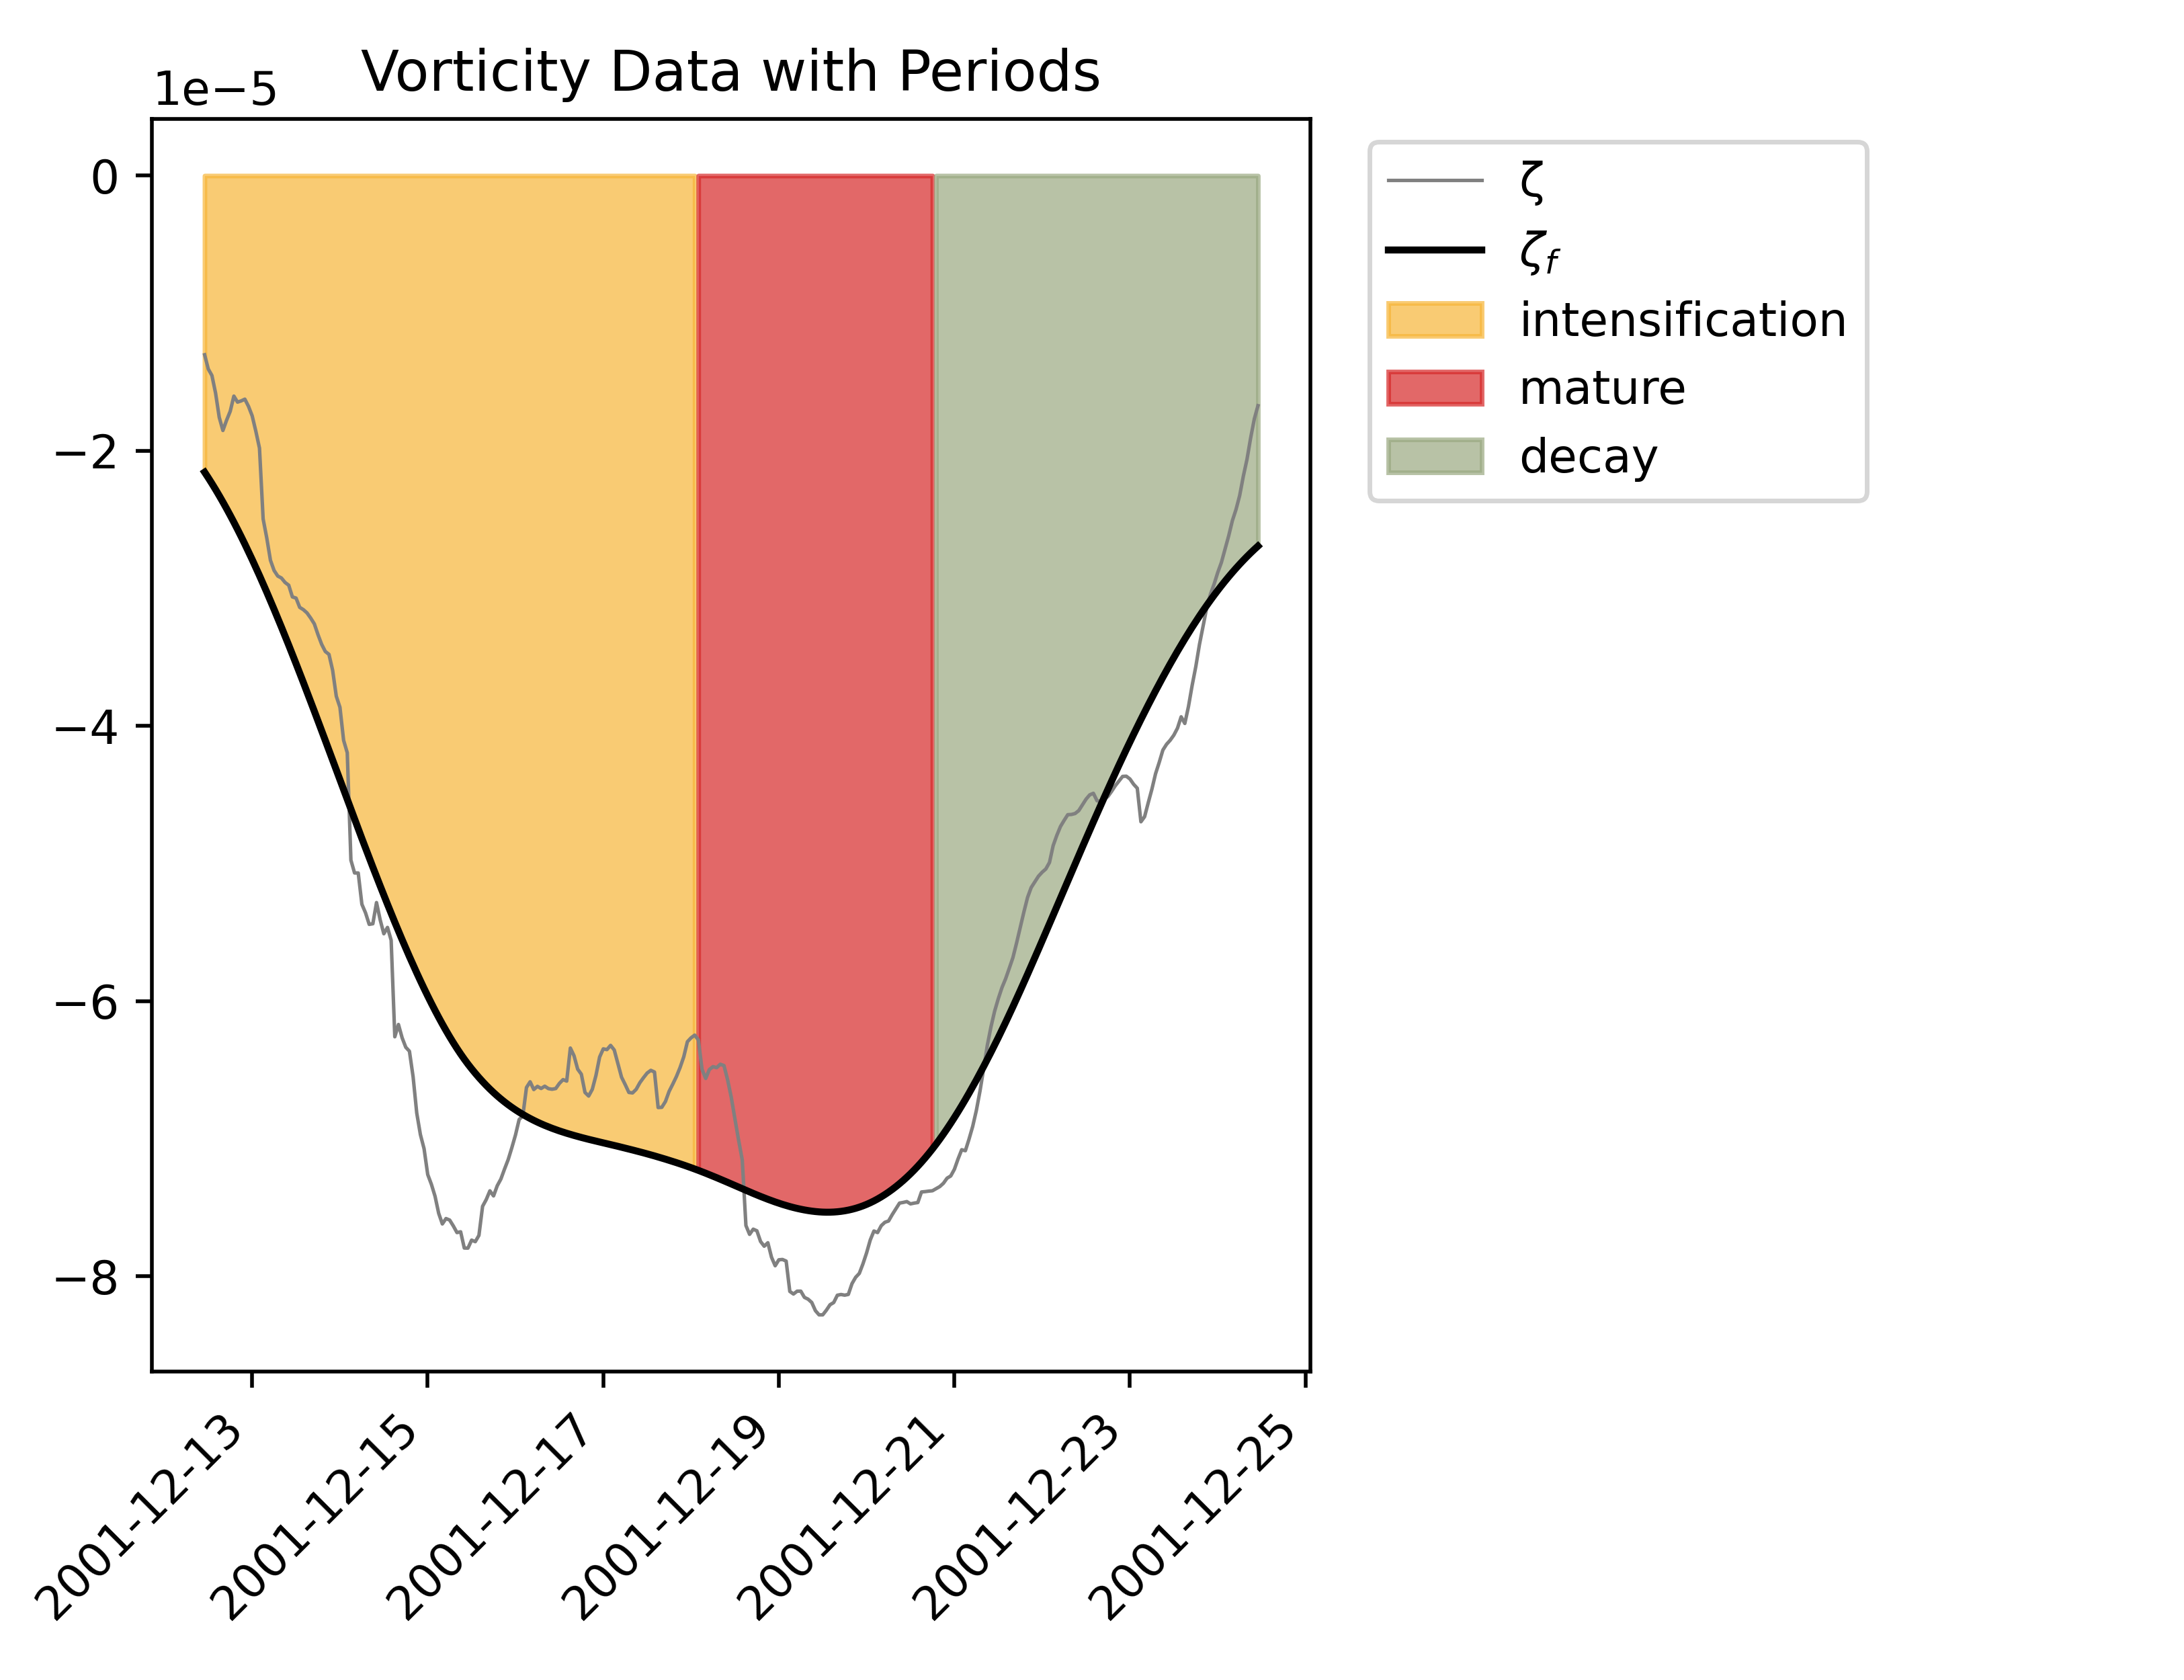 Vorticity Data with Periods
1e−5
0
−2
−4
−6
−8
2001-12-13
2001-12-15
2001-12-17
2001-12-19
2001-12-21
2001-12-23
2001-12-25
ζ
ζf
intensification
mature
decay